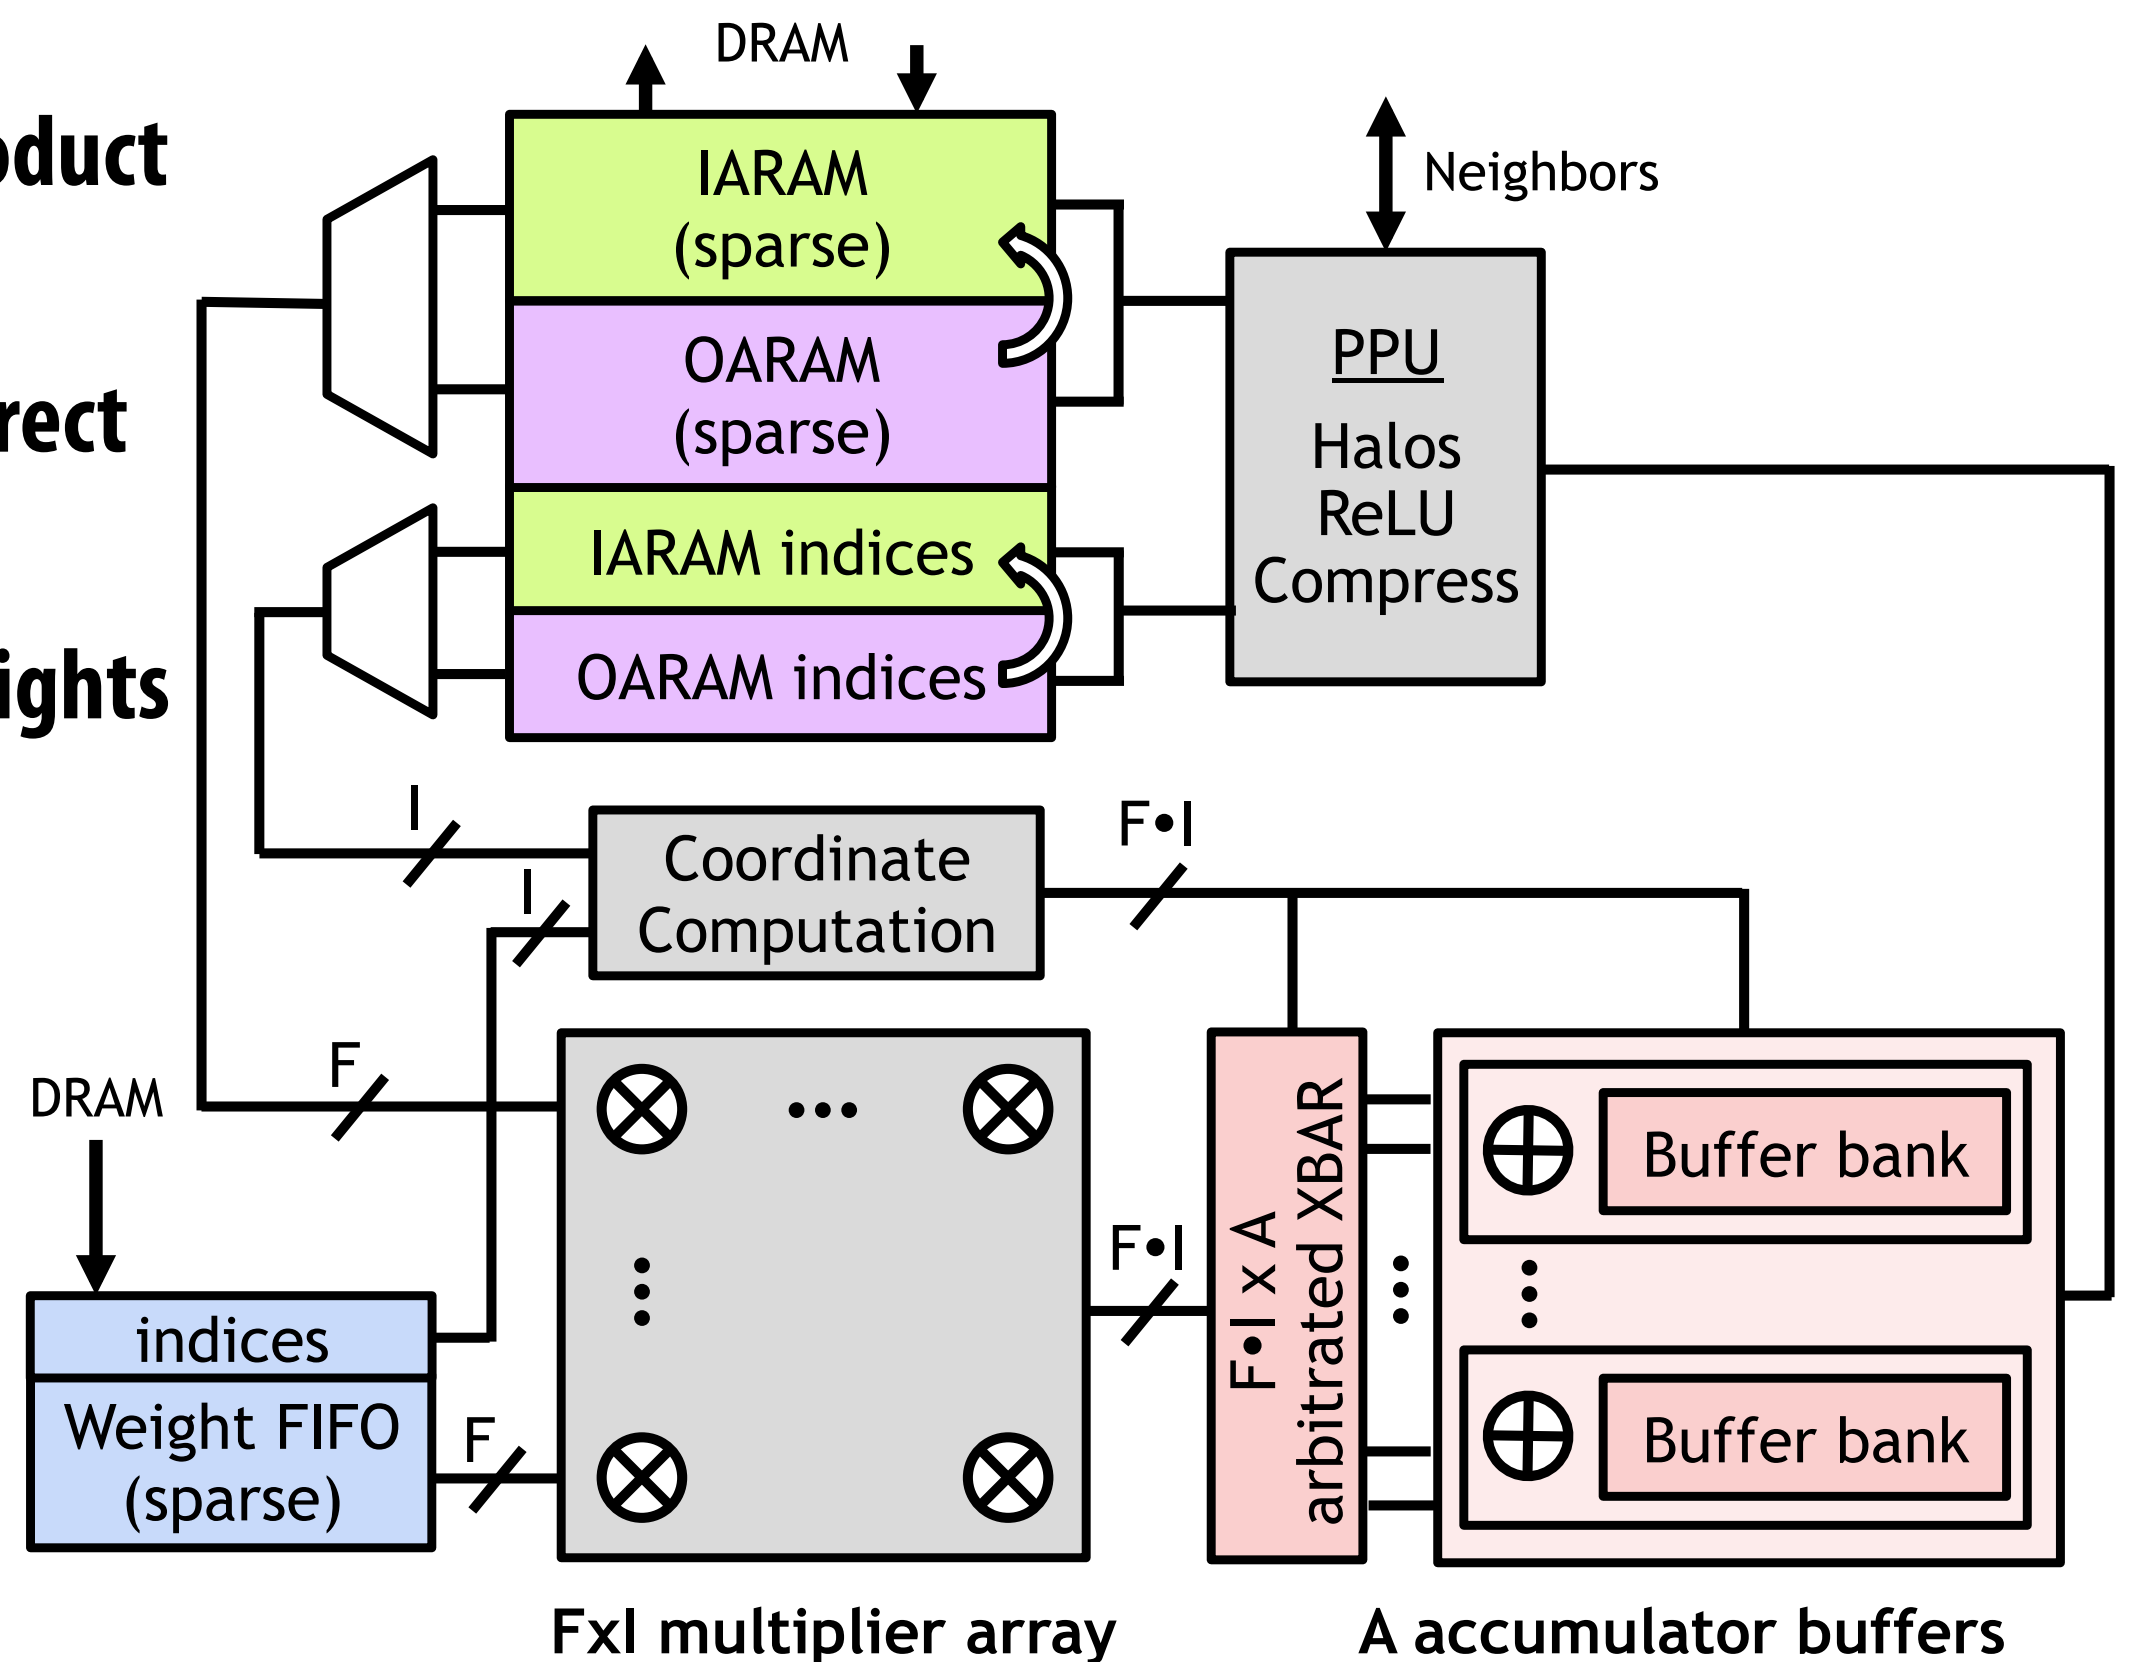 DRAM
oduct
IARAM
(sparse)
Neighbors
OARAM
(sparse)
PPU
Halos
ReLU
Compress
rect
IARAM indices
OARAM indices
ights
I
I
Coordinate
Computation
F•I
F
DRAM
indices
Weight FIFO
(sparse)
F
F•I
F•I x A
arbitrated XBAR
Buffer bank
Buffer bank
FxI multiplier array
A accumulator buffers